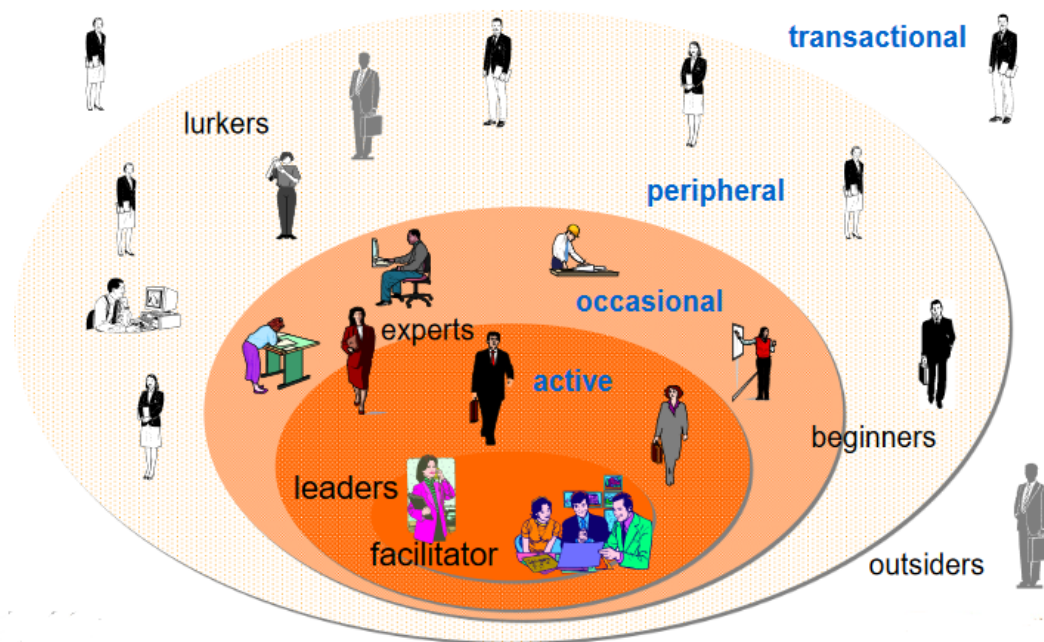 transactional
lurkers
peripheral
occasional
experts
active
beginners
leaders
facilitator
outsiders